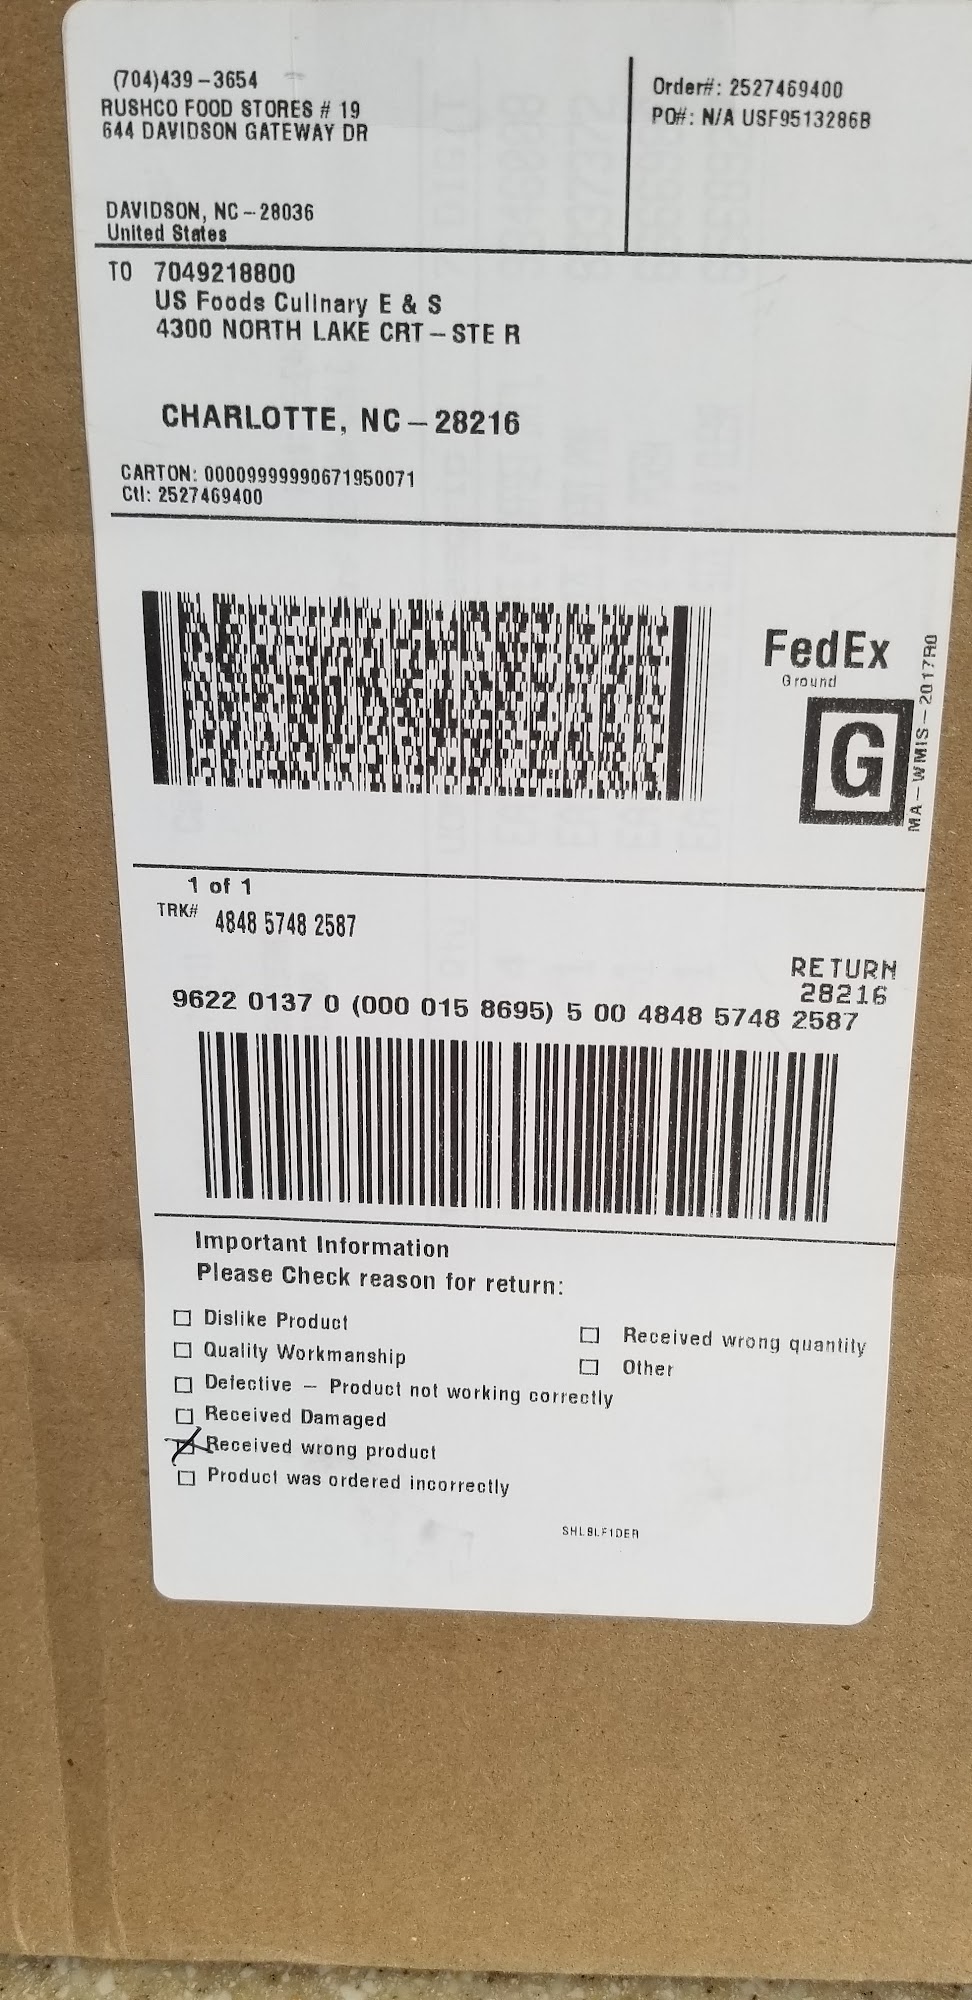 (704)439-3654
RUSHCO FOOD STORES # 19
644 DAVIDSON GATEWAY DR
DAVIDSON, NC - 28036
United States
Order#: 2527469400
PO#: N/A USF9513286B
TO 7049218800
US Foods Culinary E & S
4300 NORTH LAKE CRT - STE R
CHARLOTTE, NC - 28216
CARTON: 00009999990671950071
Ctl: 2527469400
FedEx
Ground
G
MA-WMIS-2017R0
1 of 1
TRK# 4848 5748 2587
RETURN
28216
9622 0137 0 (000 015 8695) 5 00 4848 5748 2587
Important Information
Please Check reason for return:
Dislike Product
Quality Workmanship
Defective - Product not working correctly
Received Damaged
Received wrong product
Product was ordered incorrectly
Received wrong quantity
Other